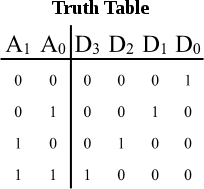 Truth Table
A₁ A₀ D₃ D₂ D₁ D₀
0 0 0 0 0 1
0 1 0 0 1 0
1 0 0 1 0 0
1 1 1 0 0 0